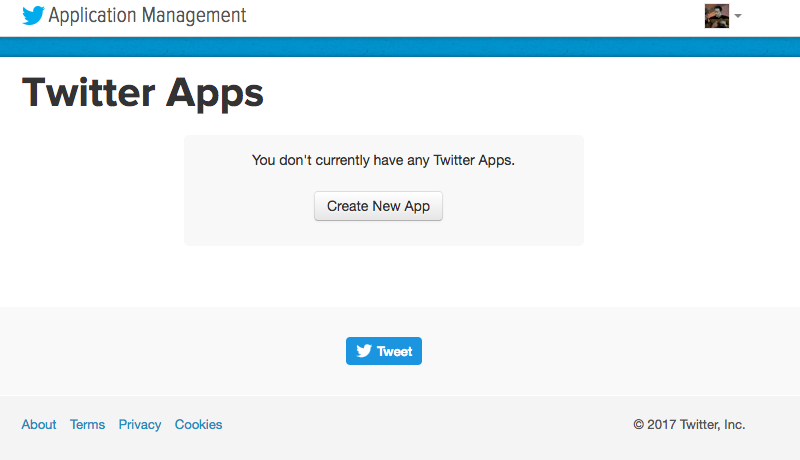 Application Management
Twitter Apps
You don't currently have any Twitter Apps.
Create New App
Tweet
About Terms Privacy Cookies © 2017 Twitter, Inc.